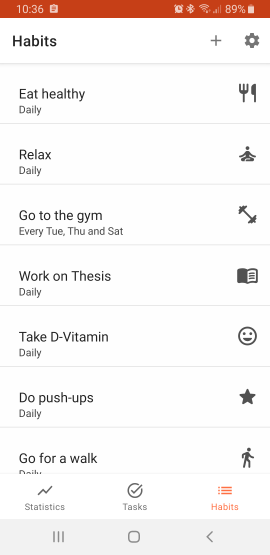 10:36 89%
Habits
Eat healthy
Daily
Relax
Daily
Go to the gym
Every Tue, Thu and Sat
Work on Thesis
Daily
Take D-Vitamin
Daily
Do push-ups
Daily
Go for a walk
Daily
Statistics Tasks Habits